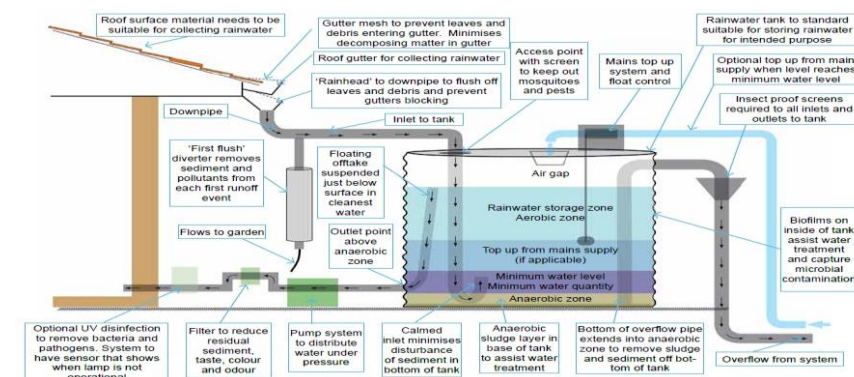 Roof surface material needs to be
suitable for collecting rainwater
Gutter mesh to prevent leaves and
debris entering gutter. Minimises
decomposing matter in gutter
Roof gutter for collecting rainwater
'Rainhead' to downpipe to flush off
leaves and debris and prevent
gutters blocking
Downpipe
Inlet to tank
Access point
with screen to
keep out
mosquitoes
and pests
Mains top up
system and
float control
Rainwater tank to standard
suitable for storing rainwater
for intended purpose
Optional top up from main
supply when level reaches
minimum water level
Insect proof screens
required to all inlets and
outlets to tank
'First flush'
diverter removes
sediment and
pollutants from
each first runoff
event
Floating
offtake
suspended
just below
surface in
cleanest
water
Air gap
Rainwater storage zone
Aerobic zone
Biofilms on
inside of tank
assist water
treatment
and capture
microbial
contamination
Flows to garden
Outlet point
above
anaerobic
zone
Top up from mains supply
(if applicable)
Minimum water level
Minimum water quantity
Anaerobic zone
Optional UV disinfection
to remove bacteria and
pathogens. System to
have sensor that shows
when lamp is not
operational
Filter to reduce
residual
sediment,
taste, colour
and odour
Pump system
to distribute
water under
pressure
Calmed
inlet minimises
disturbance
of sediment in
bottom of tank
Anaerobic
sludge layer in
base of tank
to assist water
treatment
Bottom of overflow pipe
extends into anaerobic
zone to remove sludge
and sediment off bot-
tom of tank
Overflow from system